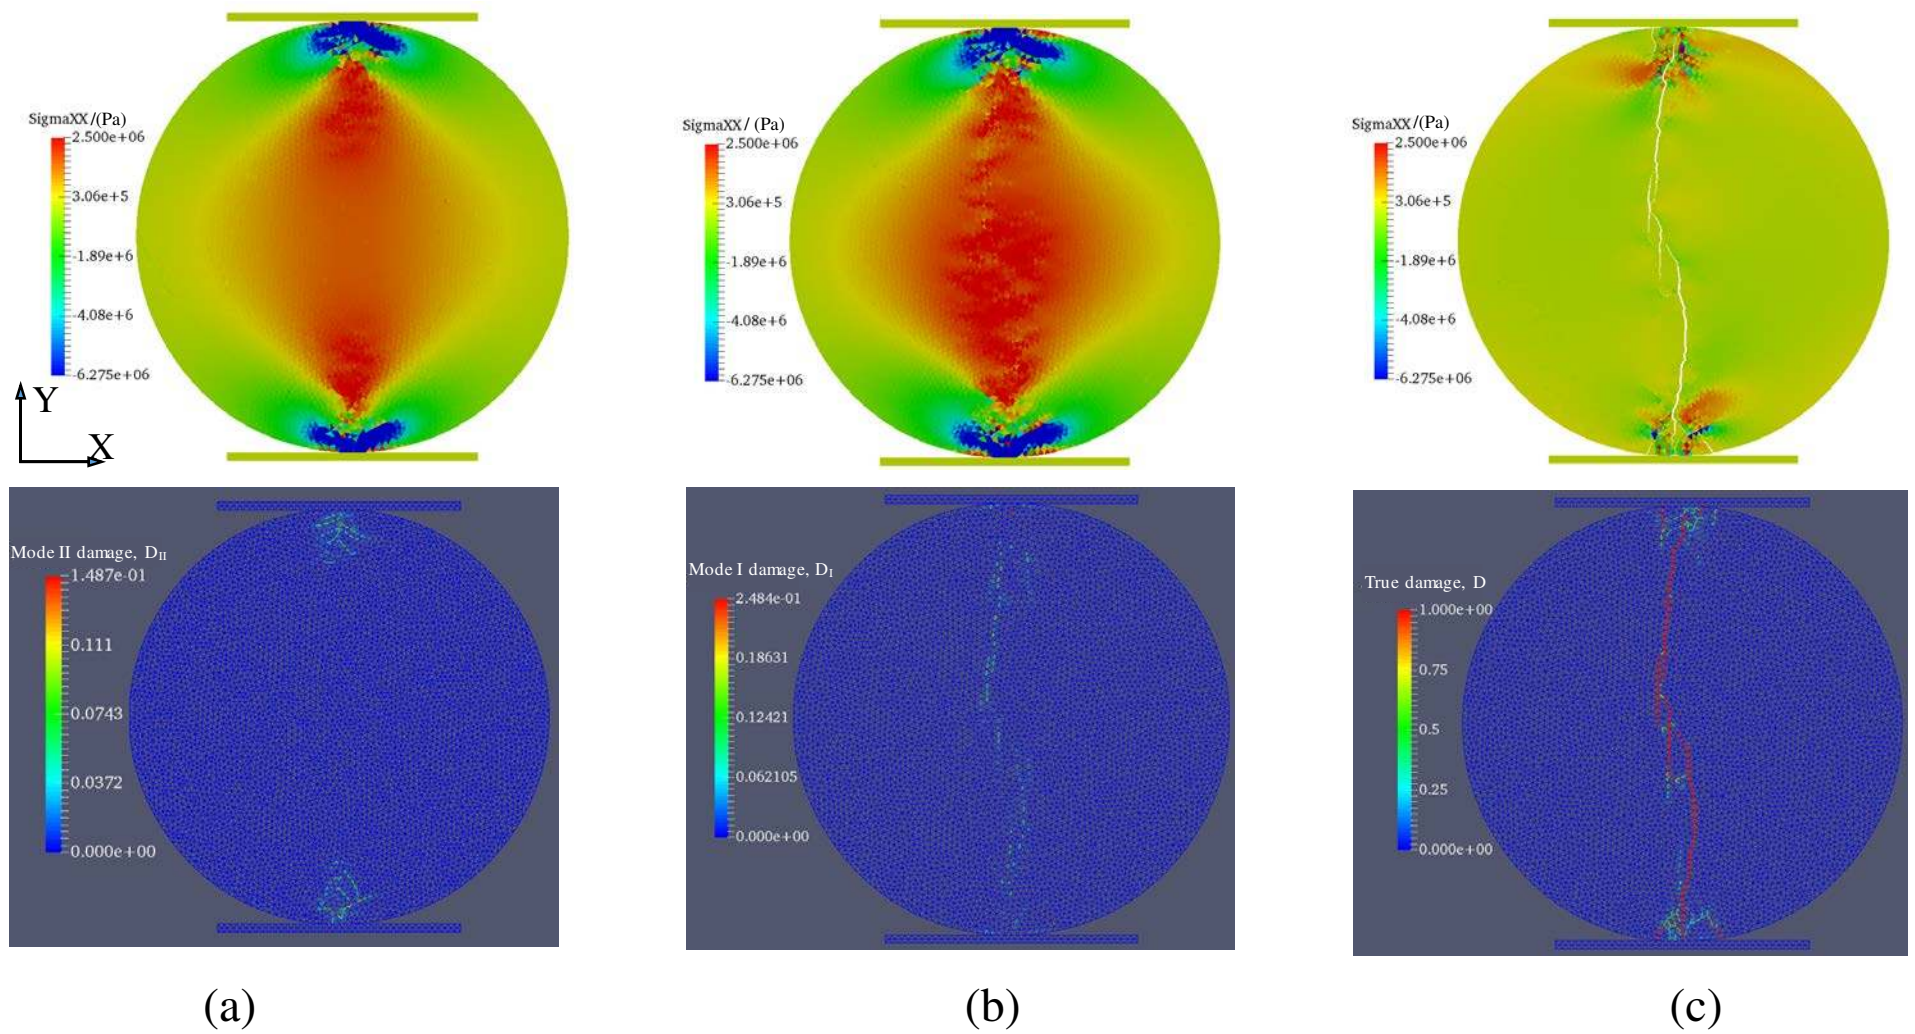 SigmaXX/(Pa)
2.500e+06
3.06e+5
-1.89e+6
-4.08e+6
-6.275e+06
Y
X
SigmaXX/ (Pa)
2.500e+06
3.06e+5
-1.89e+6
-4.08e+6
-6.275e+06
SigmaXX/(Pa)
2.500e+06
3.06e+5
-1.89e+6
-4.08e+6
-6.275e+06
Mode II damage, DII
1.487e-01
0.111
0.0743
0.0372
0.000e+00
Mode I damage, DI
2.484e-01
0.18631
0.12421
0.062105
0.000e+00
True damage, D
1.000e+00
0.75
0.5
0.25
0.000e+00
(a)
(b)
(c)